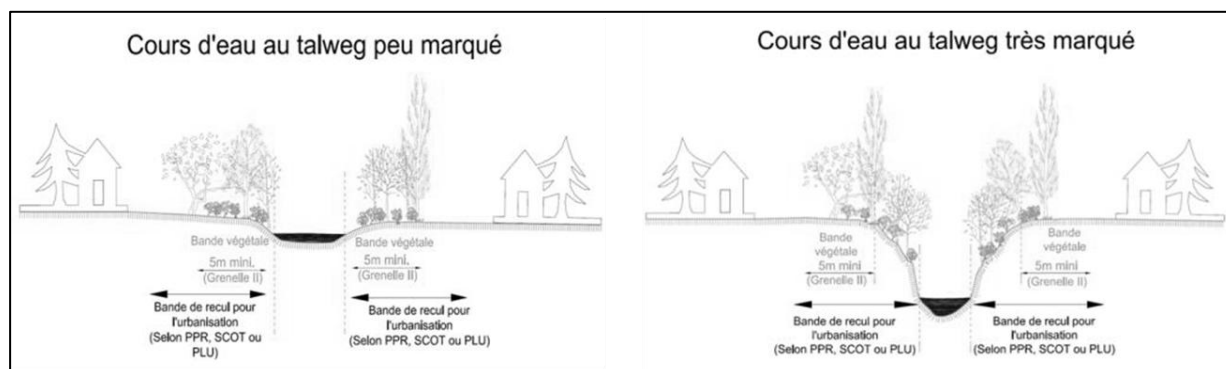 Cours d'eau au talweg peu marqué
Bande végétale
5m mini.
(Grenelle II)
Bande de recul pour
l'urbanisation
(Selon PPR, SCOT ou
PLU)
Bande végétale
5m mini.
(Grenelle II)
Bande de recul pour
l'urbanisation
(Selon PPR, SCOT ou PLU)
Cours d'eau au talweg très marqué
Bande
végétale
5m mini
(Grenelle II)
Bande de recul pour
l'urbanisation
(Selon PPR, SCOT ou PLU)
Bande
végétale
5m mini
(Grenelle II)
Bande de recul pour
l'urbanisation
(Selon PPR, SCOT ou PLU)